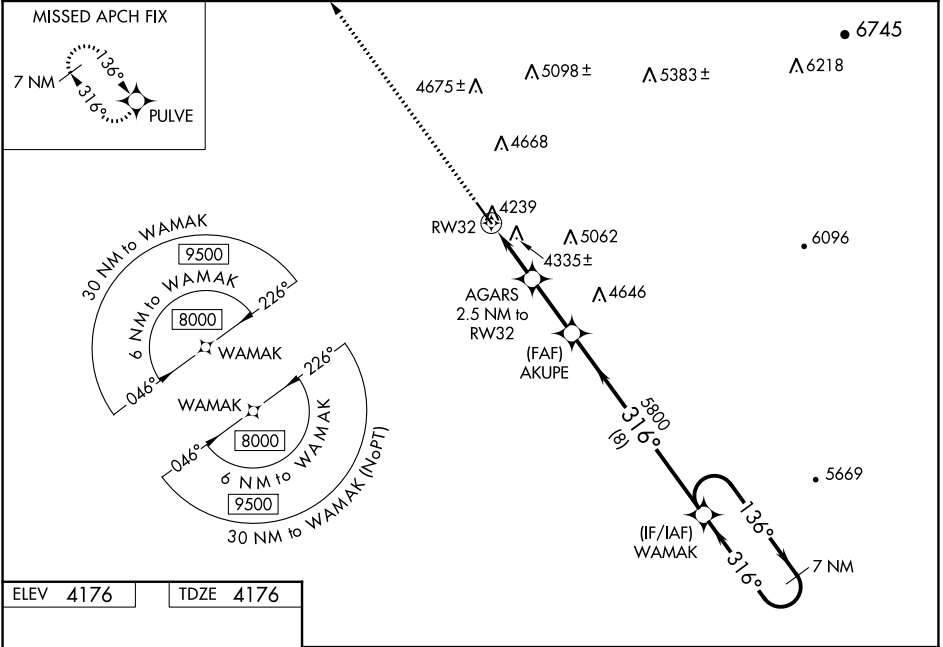 MISSED APCH FIX
7 NM
136°
316°
PULVE
6745
4675±
5098±
5383±
6218
4668
4239
RW32
4335±
5062
6096
AGARS
2.5 NM to
RW32
4646
(FAF)
AKUPE
5800
316°
(8)
5669
(IF/IAF)
WAMAK
136°
316°
7 NM
30 NM to WAMAK
9500
6 NM to WAMAK
8000
226°
WAMAK
046°
226°
WAMAK
046°
8000
6 NM to WAMAK
9500
30 NM to WAMAK (NoPT)
ELEV 4176
TDZE 4176